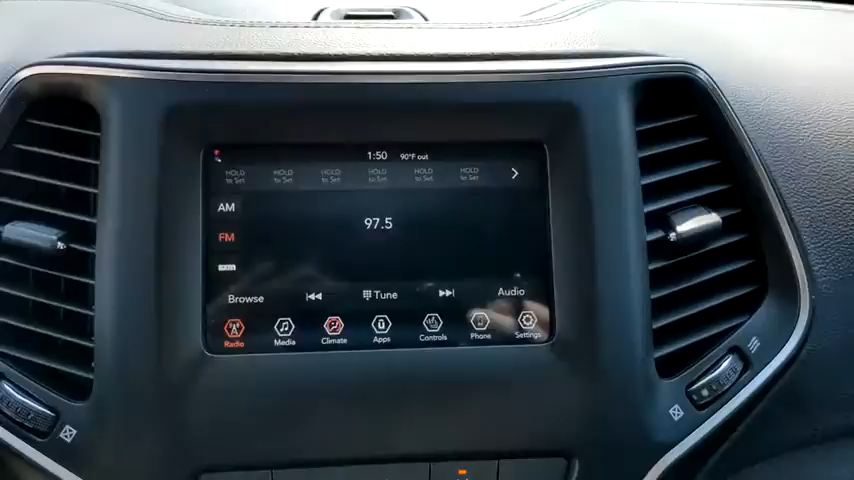 1:50 90°F out
HOLD to Set HOLD to Set HOLD to Set HOLD to Set HOLD to Set HOLD to Set
AM
97.5
FM
Browse Tune Audio
Radio Media Climate Apps Controls Phone Settings